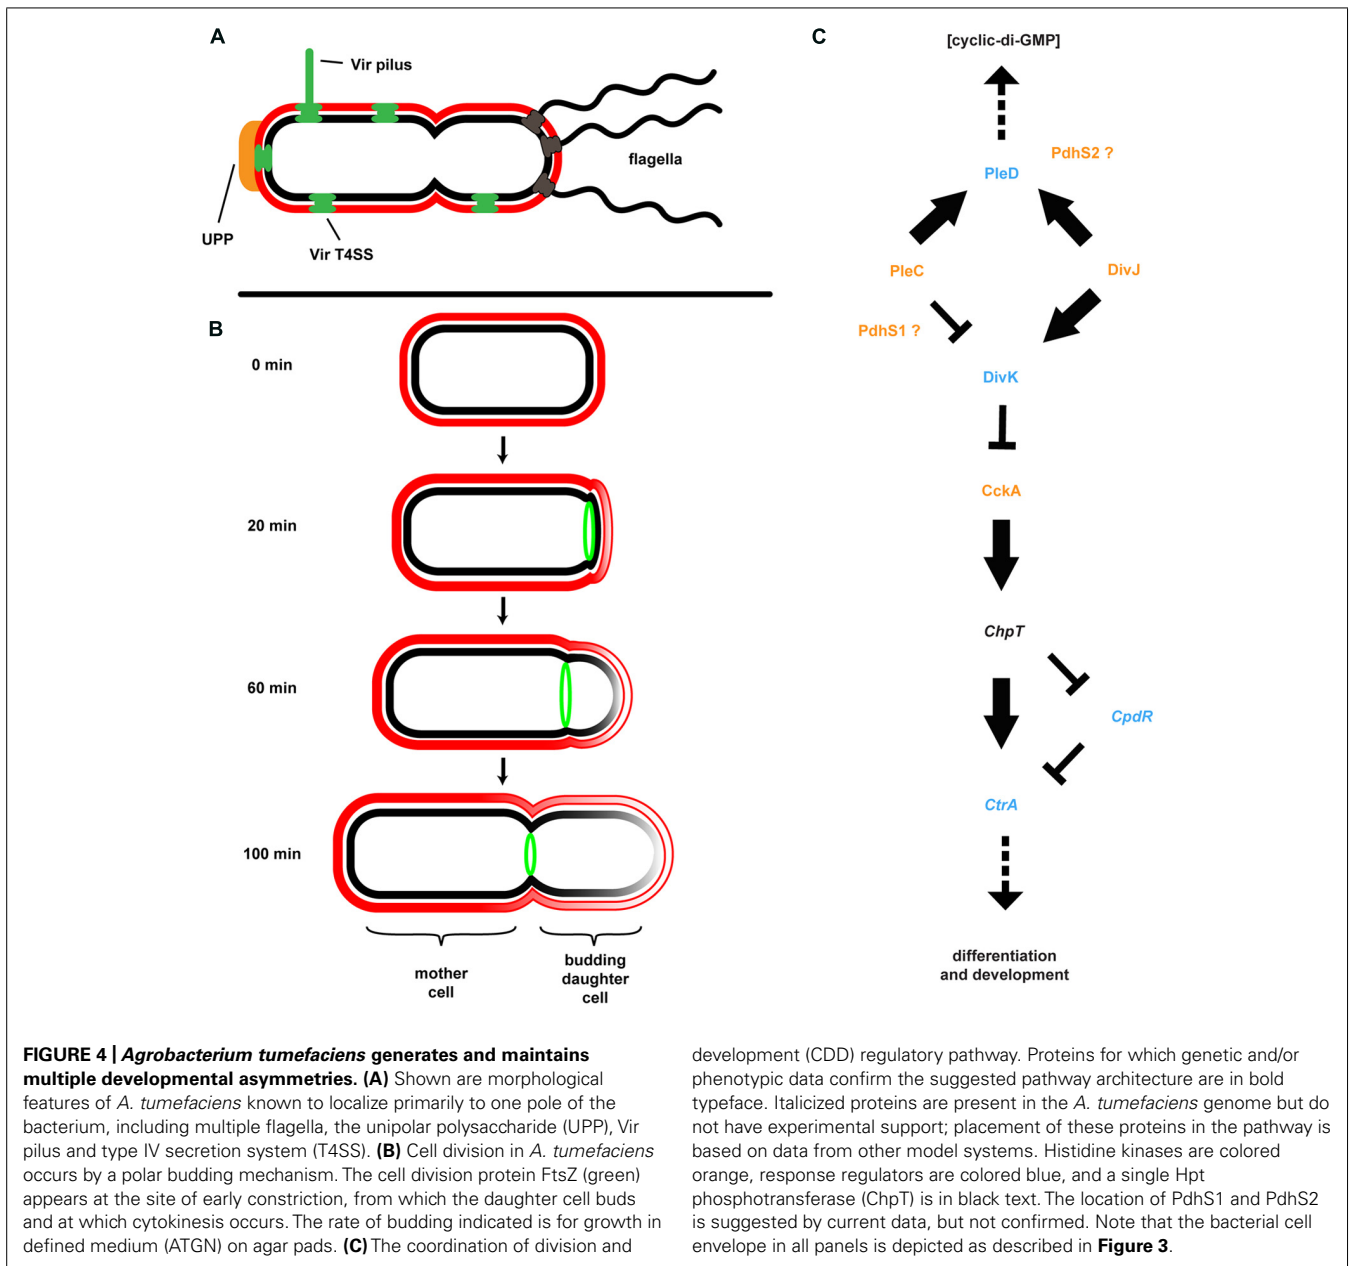 A
Vir pilus
flagella
UPP
Vir T4SS
B
0 min
20 min
60 min
100 min
mother
cell
budding
daughter
cell
C
[cyclic-di-GMP]
PdhS2 ?
PleD
PleC
DivJ
PdhS1 ?
DivK
CckA
ChpT
CpdR
CtrA
differentiation
and development
FIGURE 4 | Agrobacterium tumefaciens generates and maintains
multiple developmental asymmetries. (A) Shown are morphological
features of A. tumefaciens known to localize primarily to one pole of the
bacterium, including multiple flagella, the unipolar polysaccharide (UPP), Vir
pilus and type IV secretion system (T4SS). (B) Cell division in A. tumefaciens
occurs by a polar budding mechanism. The cell division protein FtsZ (green)
appears at the site of early constriction, from which the daughter cell buds
and at which cytokinesis occurs. The rate of budding indicated is for growth in
defined medium (ATGN) on agar pads. (C) The coordination of division and
development (CDD) regulatory pathway. Proteins for which genetic and/or
phenotypic data confirm the suggested pathway architecture are in bold
typeface. Italicized proteins are present in the A. tumefaciens genome but do
not have experimental support; placement of these proteins in the pathway is
based on data from other model systems. Histidine kinases are colored
orange, response regulators are colored blue, and a single Hpt
phosphotransferase (ChpT) is in black text. The location of PdhS1 and PdhS2
is suggested by current data, but not confirmed. Note that the bacterial cell
envelope in all panels is depicted as described in Figure 3.